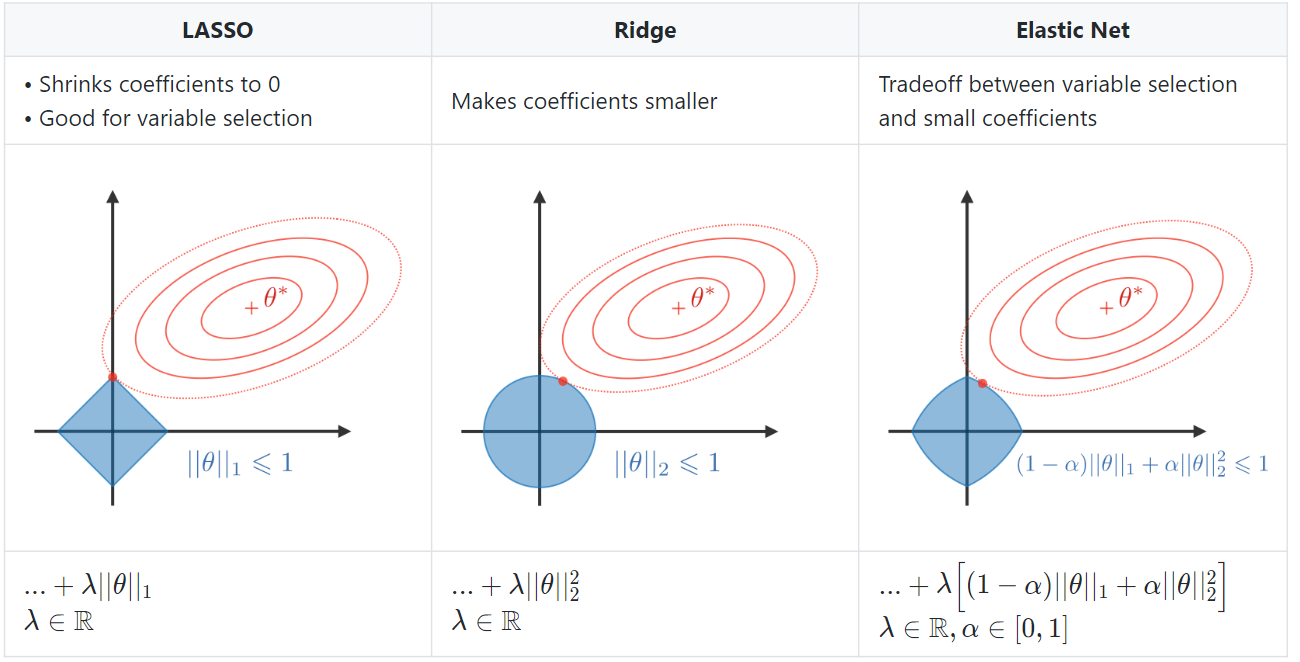 LASSO
Ridge
Elastic Net
• Shrinks coefficients to 0
• Good for variable selection
Makes coefficients smaller
Tradeoff between variable selection
and small coefficients
θ*
||θ||₁ ⩽ 1
θ*
||θ||₂ ⩽ 1
θ*
(1 − α)||θ||₁ + α||θ||₂² ⩽ 1
... + λ||θ||₁
λ ∈ ℝ
... + λ||θ||₂²
λ ∈ ℝ
... + λ[(1 − α)||θ||₁ + α||θ||₂²]
λ ∈ ℝ, α ∈ [0, 1]